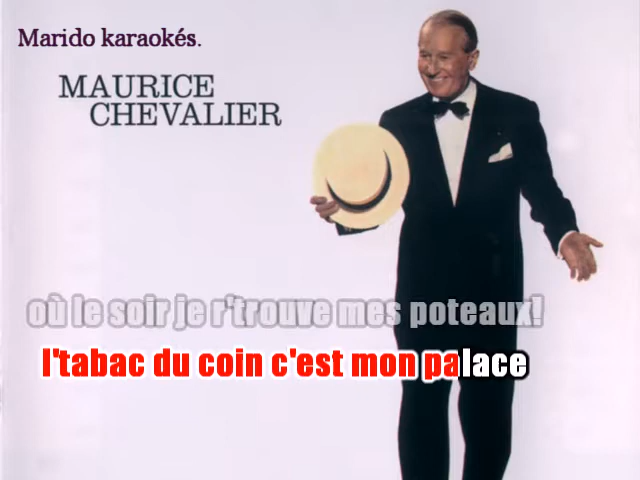 Marido karaokés.
MAURICE
CHEVALIER
où le soir je r'trouve mes poteaux!
l'tabac du coin c'est mon palace